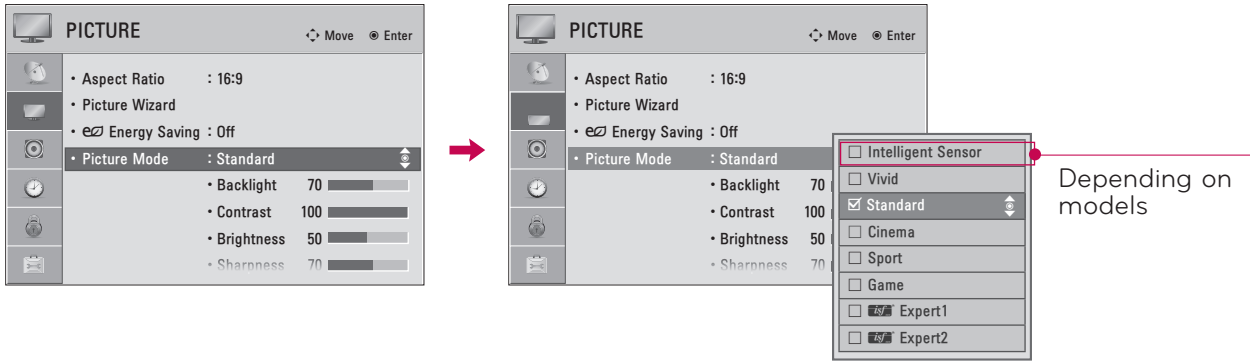 PICTURE Move Enter
• Aspect Ratio : 16:9
• Picture Wizard
• Energy Saving : Off
• Picture Mode : Standard
• Backlight 70
• Contrast 100
• Brightness 50
• Sharpness 70
PICTURE Move Enter
• Aspect Ratio : 16:9
• Picture Wizard
• Energy Saving : Off
• Picture Mode : Standard
• Backlight 70
• Contrast 100
• Brightness 50
• Sharpness 70
Intelligent Sensor
Vivid
Standard
Cinema
Sport
Game
isf Expert1
isf Expert2
Depending on
models